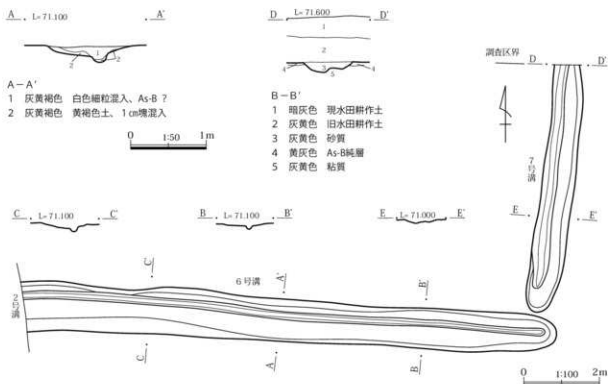 A A'
L= 71.100
1
2 2
A－A'
1 灰黄褐色 白色細粒混入、As-B ?
2 灰黄褐色 黄褐色土、1㎝塊混入
0 1:50 1m
D D'
L= 71.600
1
2
4 3 4
5 5
B－B'
1 暗灰色 現水田耕作土
2 灰黄色 旧水田耕作土
3 灰黄色 砂質
4 黄灰色 As-B純層
5 灰黄色 粘質
調査区界 D D'
7号溝
E E'
C L= 71.100 C'
B L= 71.100 B'
E L= 71.000 E'
6号溝
2号溝
C' A' B'
C A B
0 1:100 2m